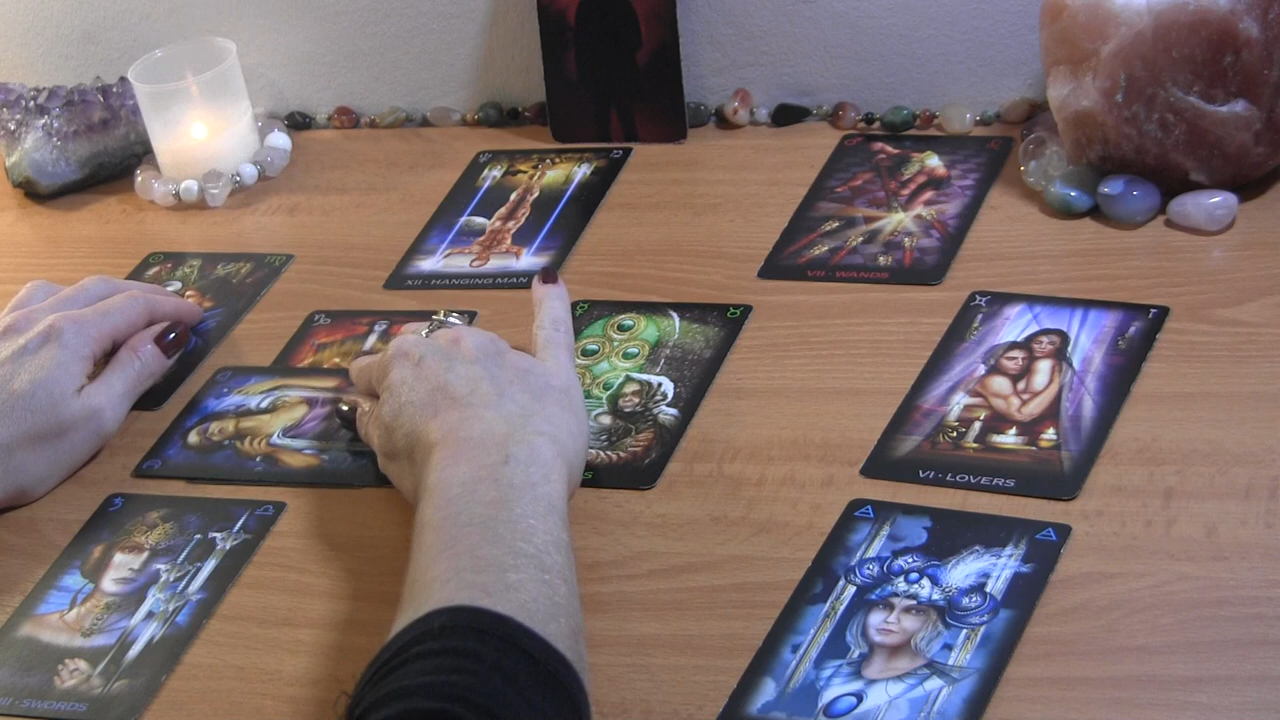 XII · HANGING MAN
VII · WANDS
VI · LOVERS
SWORDS